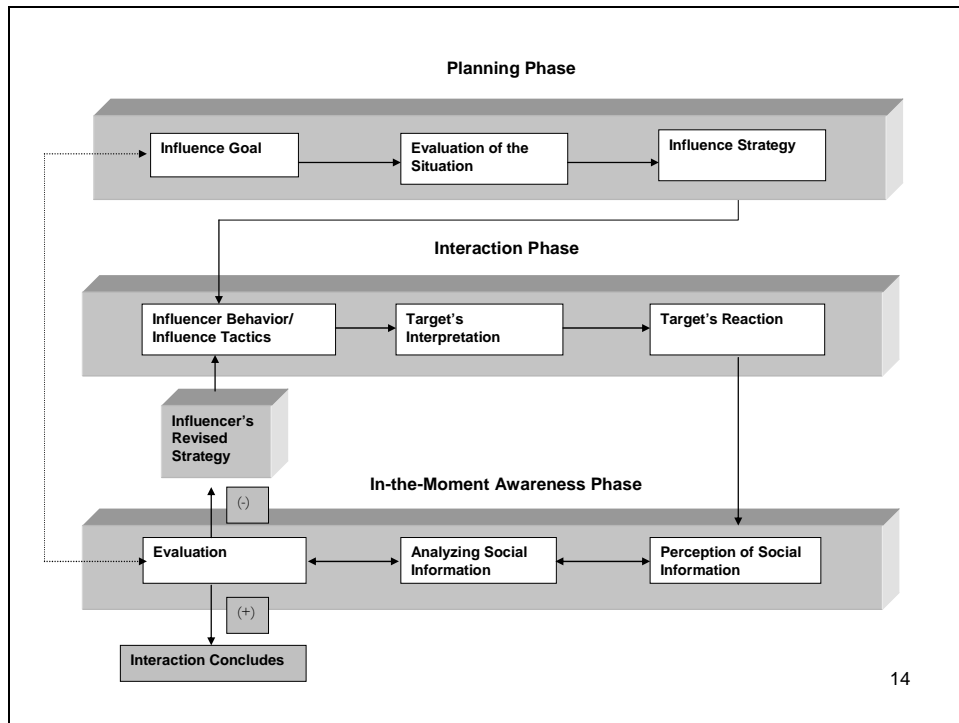 Planning Phase
Influence Goal
Evaluation of the
Situation
Influence Strategy
Interaction Phase
Influencer Behavior/
Influence Tactics
Target's
Interpretation
Target's Reaction
Influencer's
Revised
Strategy
In-the-Moment Awareness Phase
(-)
Evaluation
Analyzing Social
Information
Perception of Social
Information
(+)
Interaction Concludes
14